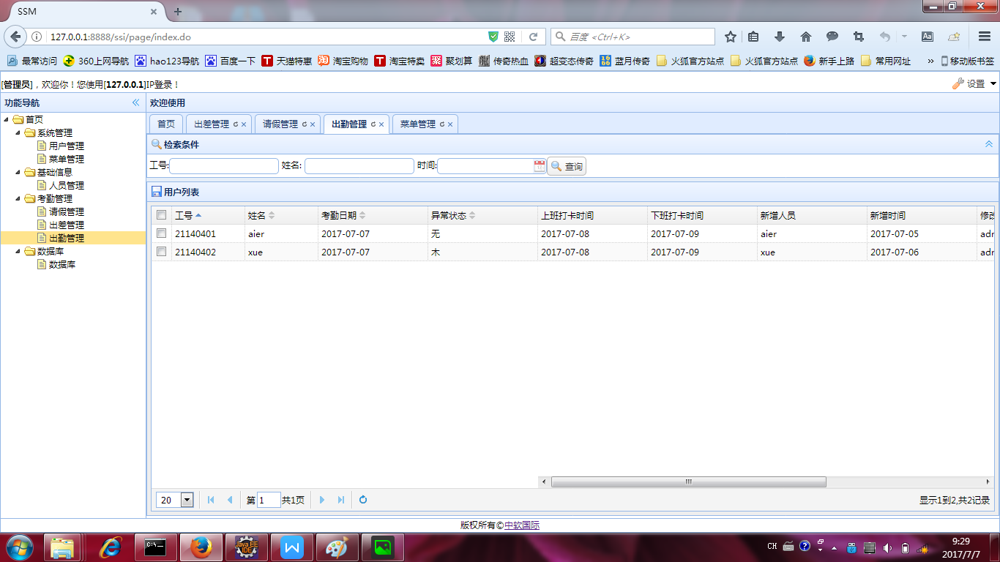 SSM
127.0.0.1:8888/ssi/page/index.do
百度 <Ctrl+K>
最常访问 360上网导航 hao123导航 百度一下 天猫特惠 淘宝购物 淘宝特卖 聚划算 传奇热血 超变态传奇 蓝月传奇 火狐官方站点 火狐官方站点 新手上路 常用网址 » 移动版书签
[管理员]，欢迎你！您使用[127.0.0.1]IP登录！ 设置
功能导航 欢迎使用
首页 出差管理 请假管理 出勤管理 菜单管理
首页
系统管理
用户管理
菜单管理
基础信息
人员管理
考勤管理
请假管理
出差管理
出勤管理
数据库
数据库
检索条件
工号: 姓名: 时间: 查询
用户列表
工号 姓名 考勤日期 异常状态 上班打卡时间 下班打卡时间 新增人员 新增时间 修改
21140401 aier 2017-07-07 无 2017-07-08 2017-07-09 aier 2017-07-05
21140402 xue 2017-07-07 木 2017-07-08 2017-07-09 xue 2017-07-06
20 第 1 共1页 显示1到2,共2记录
版权所有©中软国际
Java EE
IDE
CH
9:29
2017/7/7